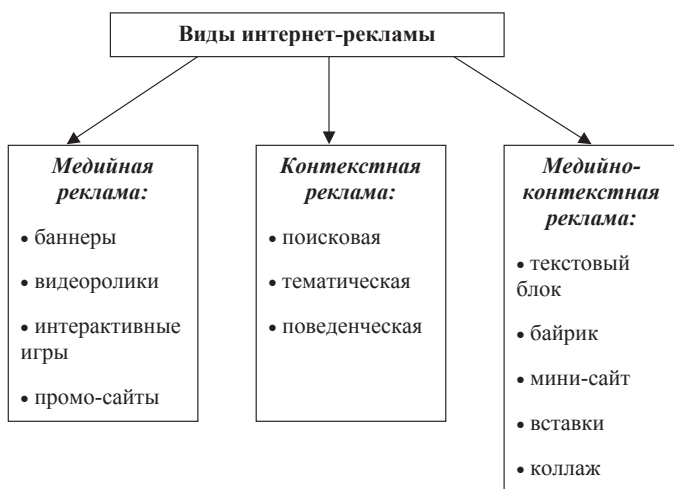 Виды интернет-рекламы
Медийная
реклама:
• баннеры
• видеоролики
• интерактивные
игры
• промо-сайты
Контекстная
реклама:
• поисковая
• тематическая
• поведенческая
Медийно-
контекстная
реклама:
• текстовый
блок
• байрик
• мини-сайт
• вставки
• коллаж